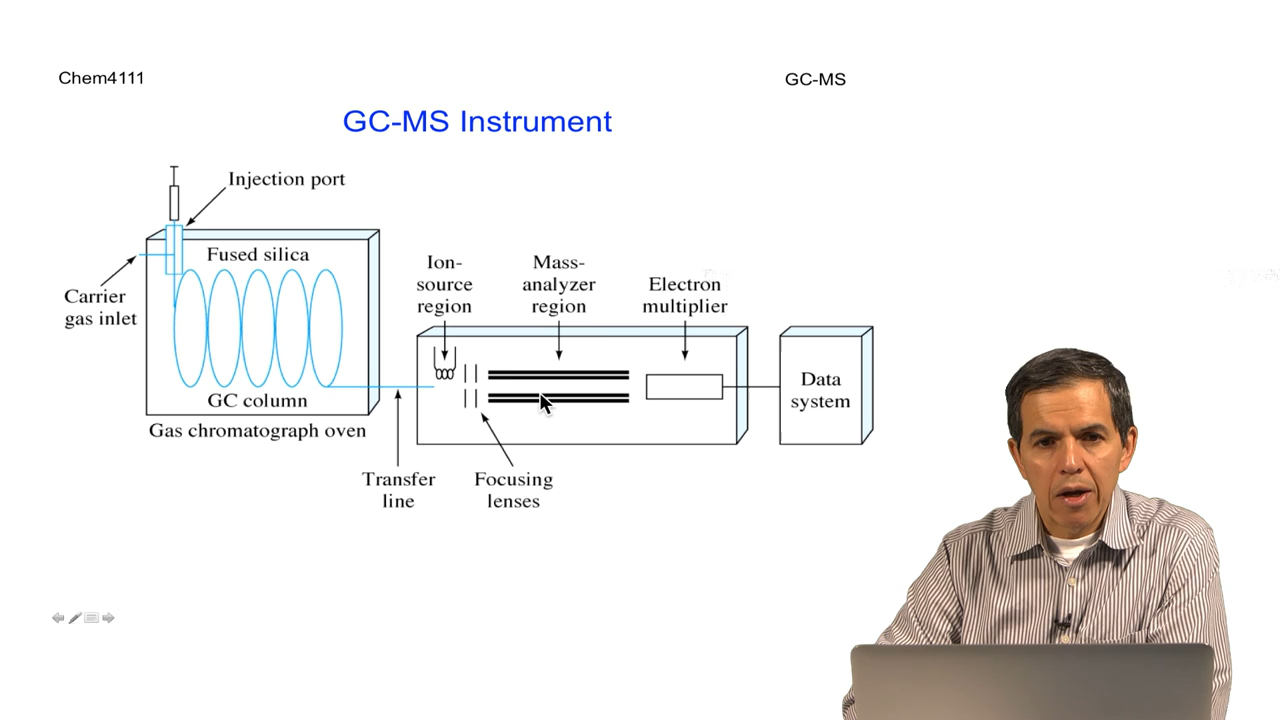 Chem4111
GC-MS
GC-MS Instrument
Injection port
Fused silica
Carrier
gas inlet
GC column
Gas chromatograph oven
Ion-
source
region
Mass-
analyzer
region
Electron
multiplier
Data
system
Transfer
line
Focusing
lenses